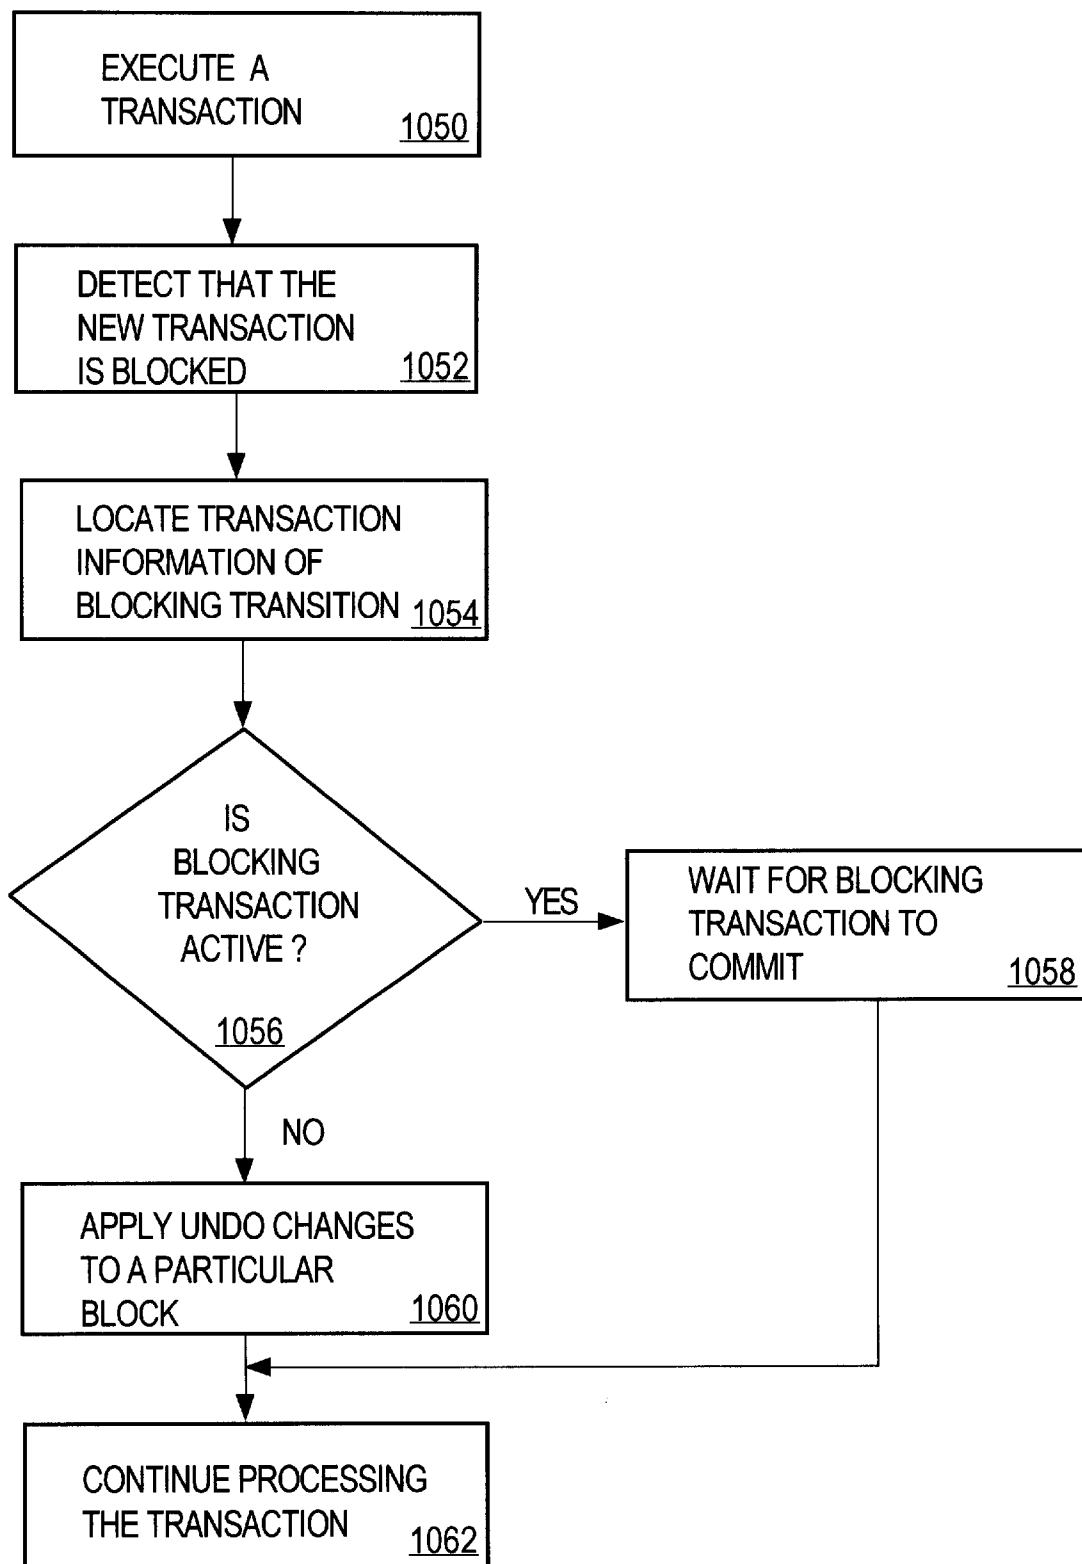 EXECUTE A
TRANSACTION
1050
DETECT THAT THE
NEW TRANSACTION
IS BLOCKED
1052
LOCATE TRANSACTION
INFORMATION OF
BLOCKING TRANSITION
1054
IS
BLOCKING
TRANSACTION
ACTIVE ?
1056
YES
WAIT FOR BLOCKING
TRANSACTION TO
COMMIT
1058
NO
APPLY UNDO CHANGES
TO A PARTICULAR
BLOCK
1060
CONTINUE PROCESSING
THE TRANSACTION
1062